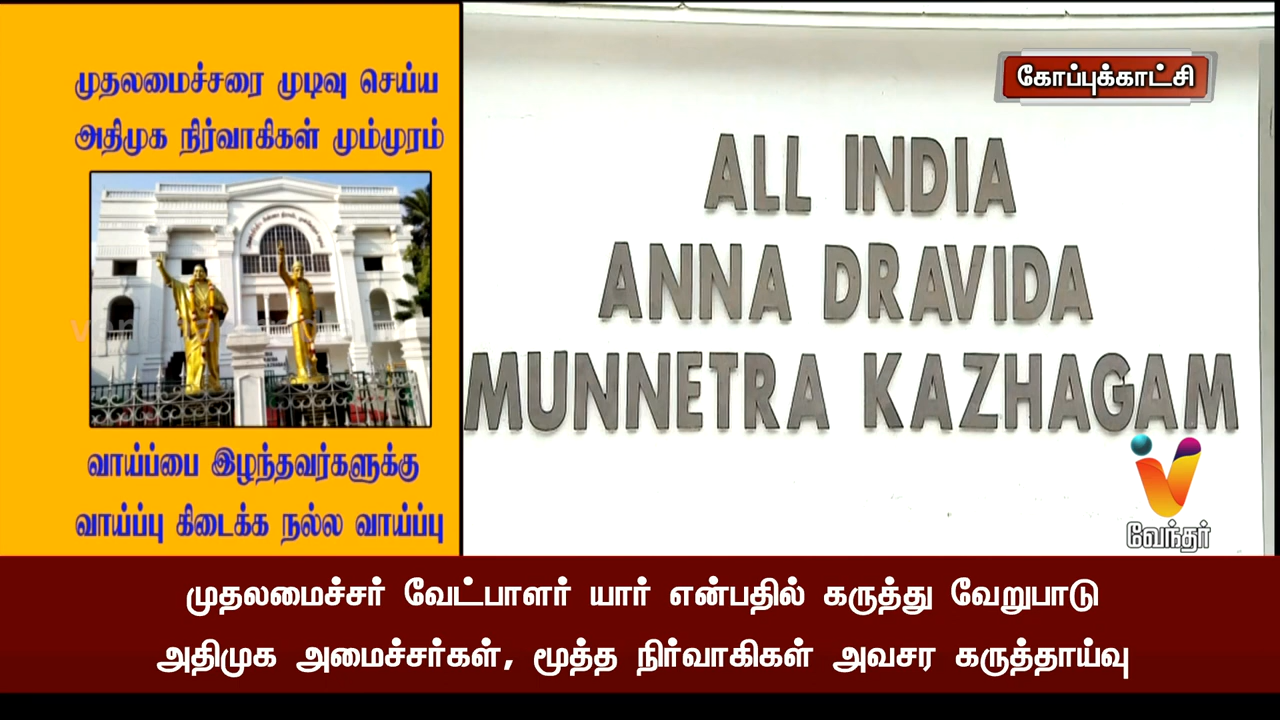 முதலமைச்சரை முடிவு செய்ய
அதிமுக நிர்வாகிகள் மும்முரம்
வாய்ப்பை இழந்தவர்களுக்கு
வாய்ப்பு கிடைக்க நல்ல வாய்ப்பு
கோப்புக்காட்சி
ALL INDIA
ANNA DRAVIDA
MUNNETRA KAZHAGAM
வேந்தர்
முதலமைச்சர் வேட்பாளர் யார் என்பதில் கருத்து வேறுபாடு
அதிமுக அமைச்சர்கள், மூத்த நிர்வாகிகள் அவசர கருத்தாய்வு